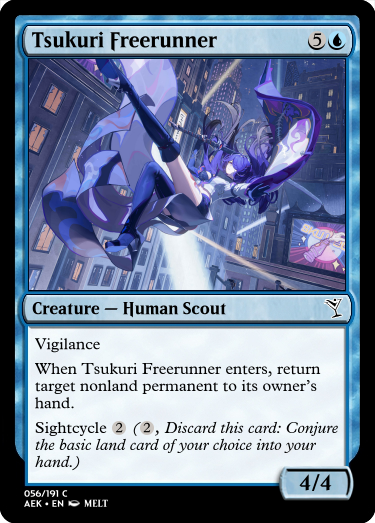 Tsukuri Freerunner 5
Creature — Human Scout
Vigilance
When Tsukuri Freerunner enters, return
target nonland permanent to its owner's
hand.
Sightcycle 2 (2, Discard this card: Conjure
the basic land card of your choice into your
hand.)
4/4
056/191 C
AEK • EN MELT